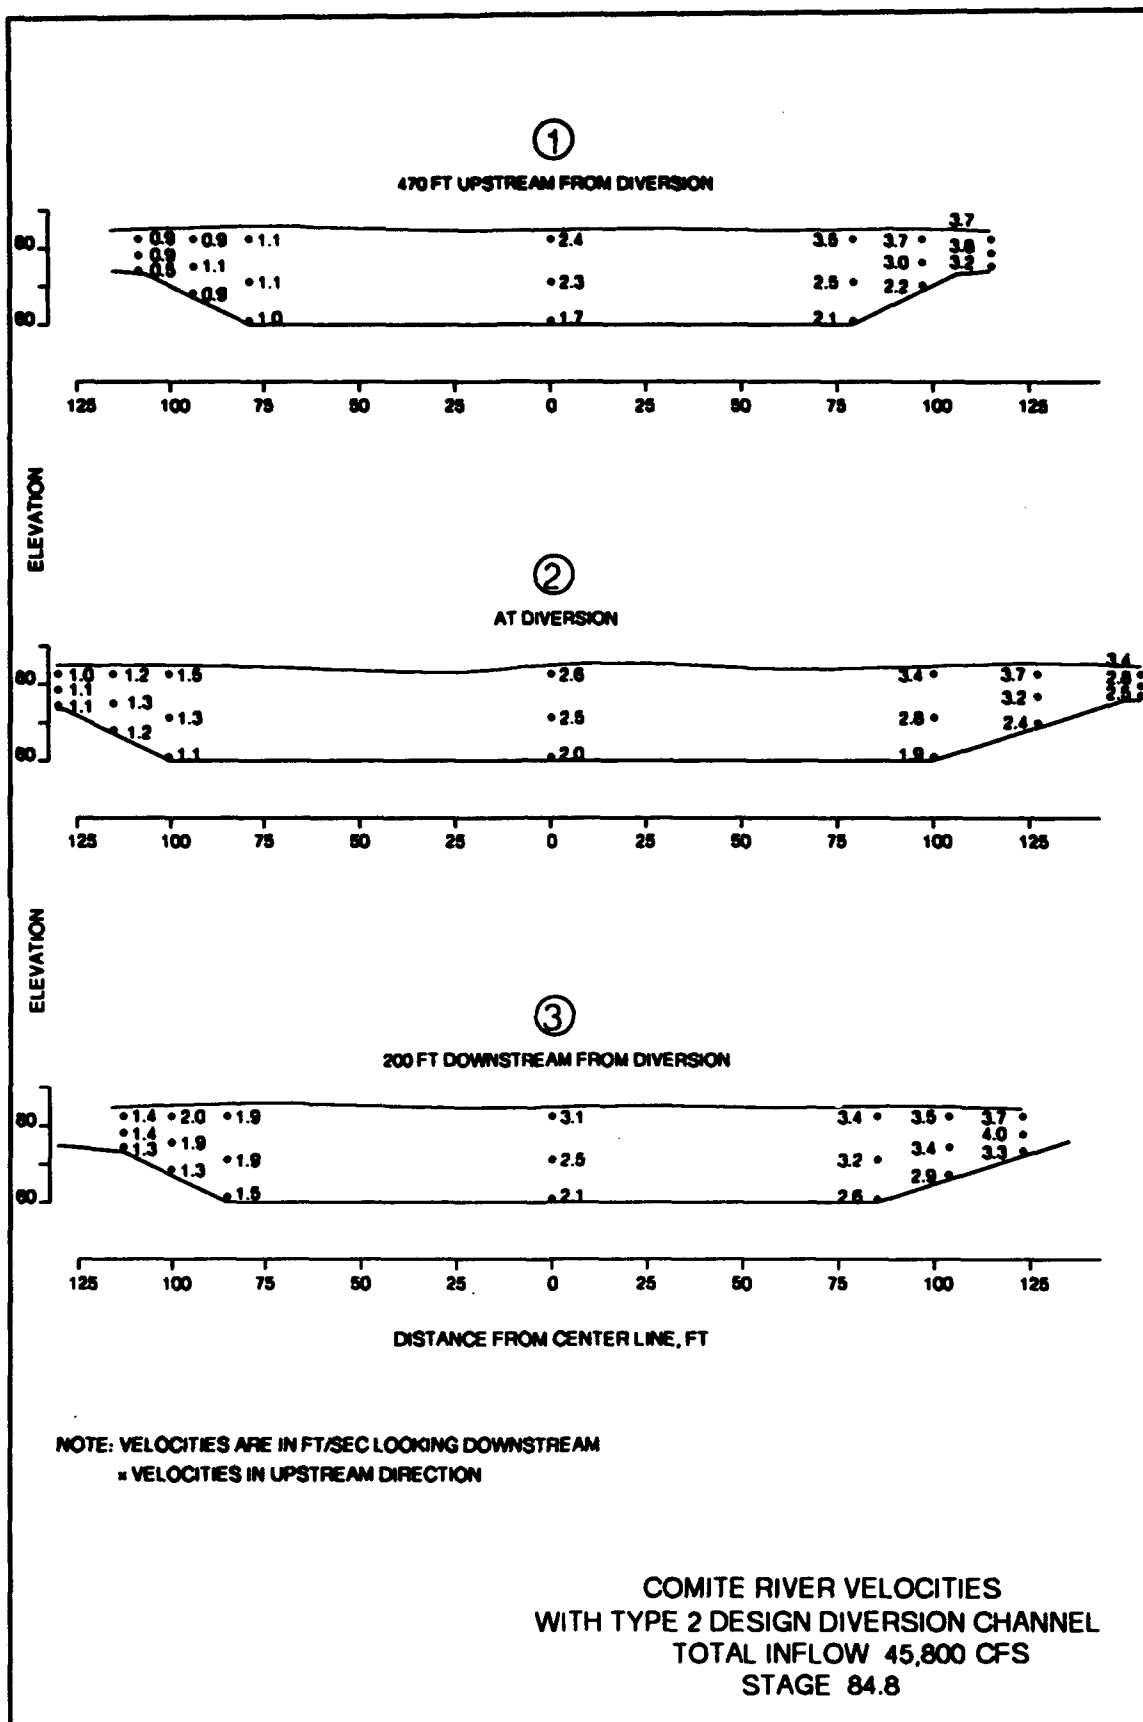 1
470 FT UPSTREAM FROM DIVERSION
3.7
80 0.9 0.9 1.1 2.4 3.5 3.7 3.8
0.9 1.1 1.1 2.3 2.5 3.0 3.2
0.5 0.9 2.2
60 1.0 1.7 2.1
125 100 75 50 25 0 25 50 75 100 125
ELEVATION
2
AT DIVERSION
3.4
80 1.0 1.2 1.5 2.6 3.4 3.7 2.8
1.1 1.3 1.3 2.5 2.8 3.2
1.1 1.2 2.4
60 1.1 2.0 1.9
125 100 75 50 25 0 25 50 75 100 125
ELEVATION
3
200 FT DOWNSTREAM FROM DIVERSION
80 1.4 2.0 1.9 3.1 3.4 3.5 3.7
1.4 1.9 1.9 2.5 3.2 3.4 4.0
1.3 1.3 2.9 3.3
60 1.5 2.1 2.6
125 100 75 50 25 0 25 50 75 100 125
DISTANCE FROM CENTER LINE, FT
NOTE: VELOCITIES ARE IN FT/SEC LOOKING DOWNSTREAM
* VELOCITIES IN UPSTREAM DIRECTION
COMITE RIVER VELOCITIES
WITH TYPE 2 DESIGN DIVERSION CHANNEL
TOTAL INFLOW 45,800 CFS
STAGE 84.8